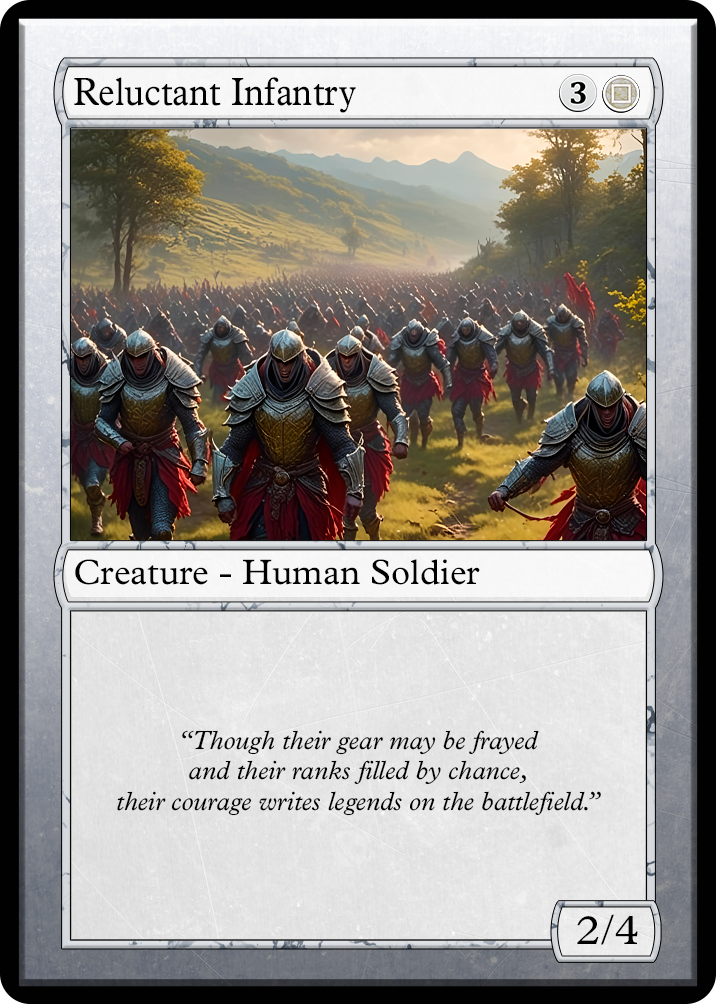 Reluctant Infantry 3
Creature - Human Soldier
“Though their gear may be frayed
and their ranks filled by chance,
their courage writes legends on the battlefield.”
2/4